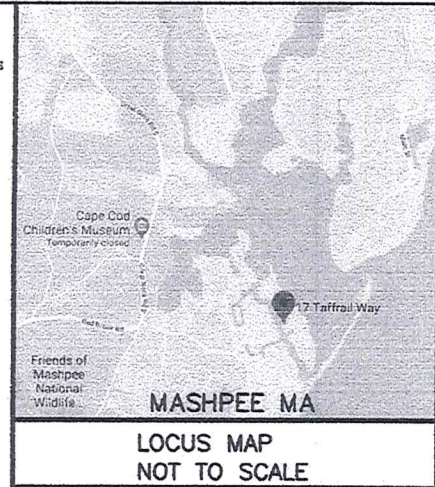 s
Cape Cod
Children's Museum
Temporarily closed
17 Taffrail Way
Friends of
Mashpee
National
Wildlife...
MASHPEE MA
LOCUS MAP
NOT TO SCALE